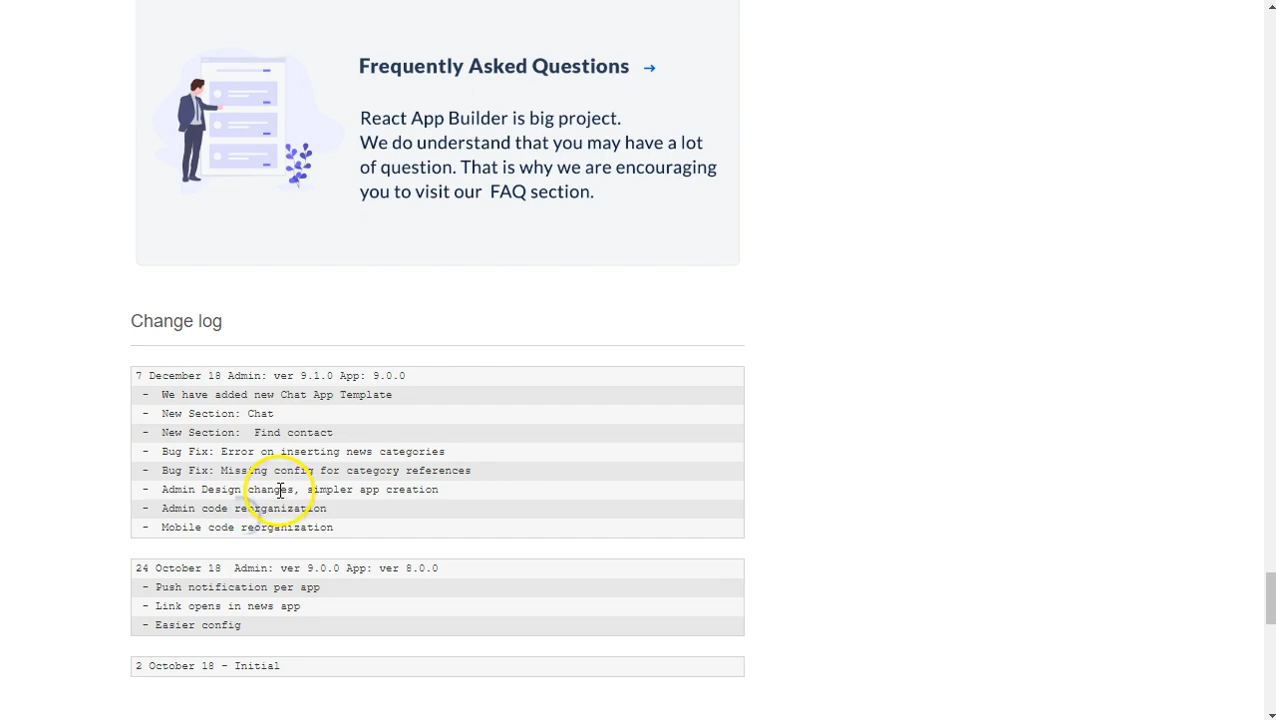 Frequently Asked Questions →
React App Builder is big project.
We do understand that you may have a lot
of question. That is why we are encouraging
you to visit our FAQ section.
Change log
7 December 18 Admin: ver 9.1.0 App: 9.0.0
- We have added new Chat App Template
- New Section: Chat
- New Section: Find contact
- Bug Fix: Error on inserting news categories
- Bug Fix: Missing config for category references
- Admin Design changes, simpler app creation
- Admin code reorganization
- Mobile code reorganization
24 October 18 Admin: ver 9.0.0 App: ver 8.0.0
- Push notification per app
- Link opens in news app
- Easier config
2 October 18 - Initial